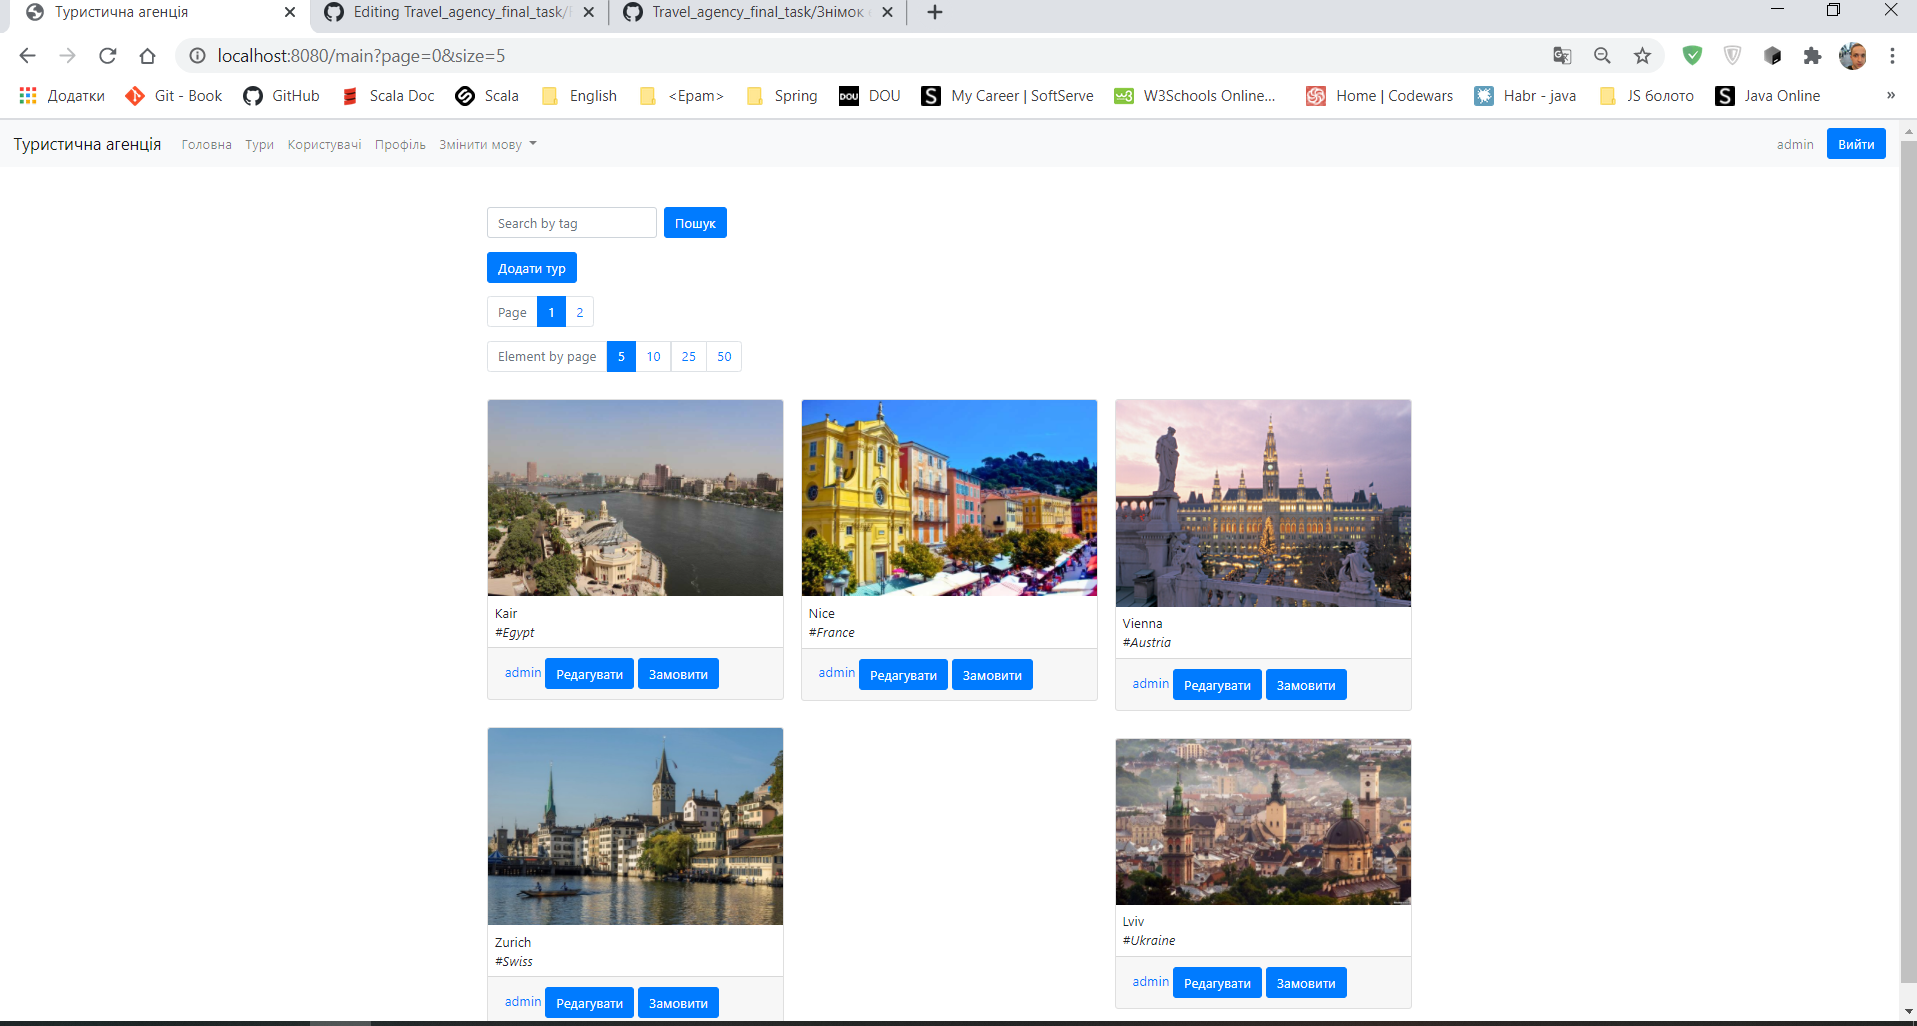 Туристична агенція
Editing Travel_agency_final_task/
Travel_agency_final_task/Знімок
localhost:8080/main?page=0&size=5
Додатки Git - Book GitHub Scala Doc Scala English <Epam> Spring DOU DOU My Career | SoftServe W3Schools Online... Home | Codewars Habr - java JS болото Java Online »
Туристична агенція Головна Тури Користувачі Профіль Змінити мову admin Вийти
Search by tag Пошук
Додати тур
Page 1 2
Element by page 5 10 25 50
Kair
#Egypt
admin Редагувати Замовити
Nice
#France
admin Редагувати Замовити
Vienna
#Austria
admin Редагувати Замовити
Zurich
#Swiss
admin Редагувати Замовити
Lviv
#Ukraine
admin Редагувати Замовити